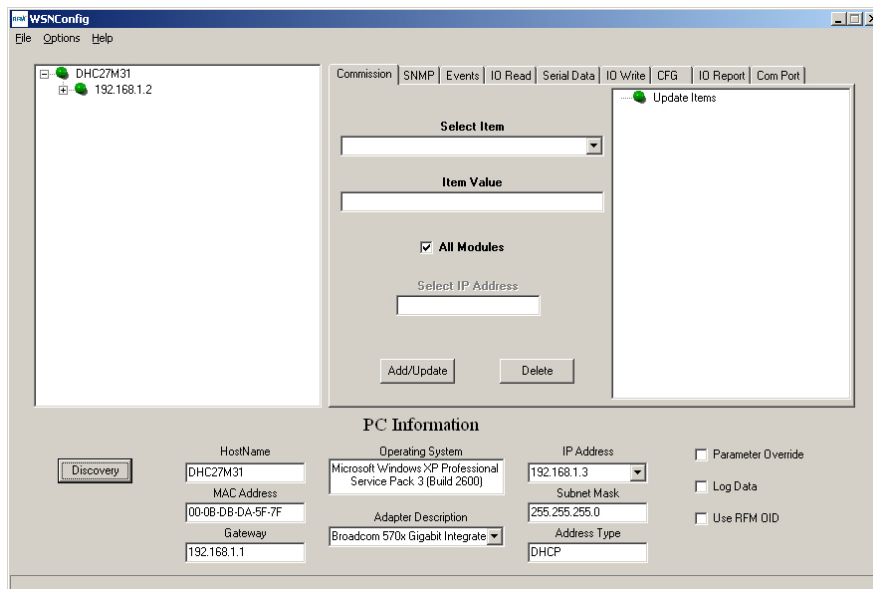 RFM WSNConfig
File Options Help
DHC27M31
192.168.1.2
Commission SNMP Events IO Read Serial Data IO Write CFG IO Report Com Port
Update Items
Select Item
Item Value
All Modules
Select IP Address
Add/Update Delete
PC Information
Discovery
HostName
DHC27M31
MAC Address
00-0B-DB-DA-5F-7F
Gateway
192.168.1.1
Operating System
Microsoft Windows XP Professional
Service Pack 3 (Build 2600)
Adapter Description
Broadcom 570x Gigabit Integrate
IP Address
192.168.1.3
Subnet Mask
255.255.255.0
Address Type
DHCP
Parameter Override
Log Data
Use RFM OID